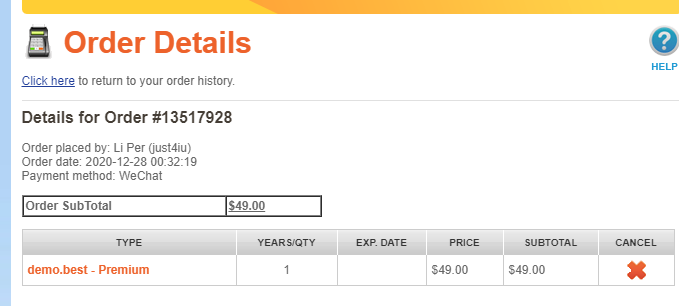 Order Details
HELP
Click here to return to your order history.
Details for Order #13517928
Order placed by: Li Per (just4iu)
Order date: 2020-12-28 00:32:19
Payment method: WeChat
Order SubTotal $49.00
TYPE YEARS/QTY EXP. DATE PRICE SUBTOTAL CANCEL
demo.best - Premium 1 $49.00 $49.00